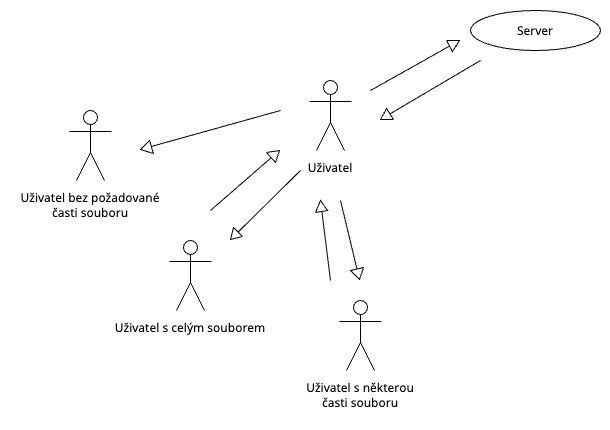 Server
Uživatel
Uživatel bez požadované
časti souboru
Uživatel s celým souborem
Uživatel s některou
časti souboru